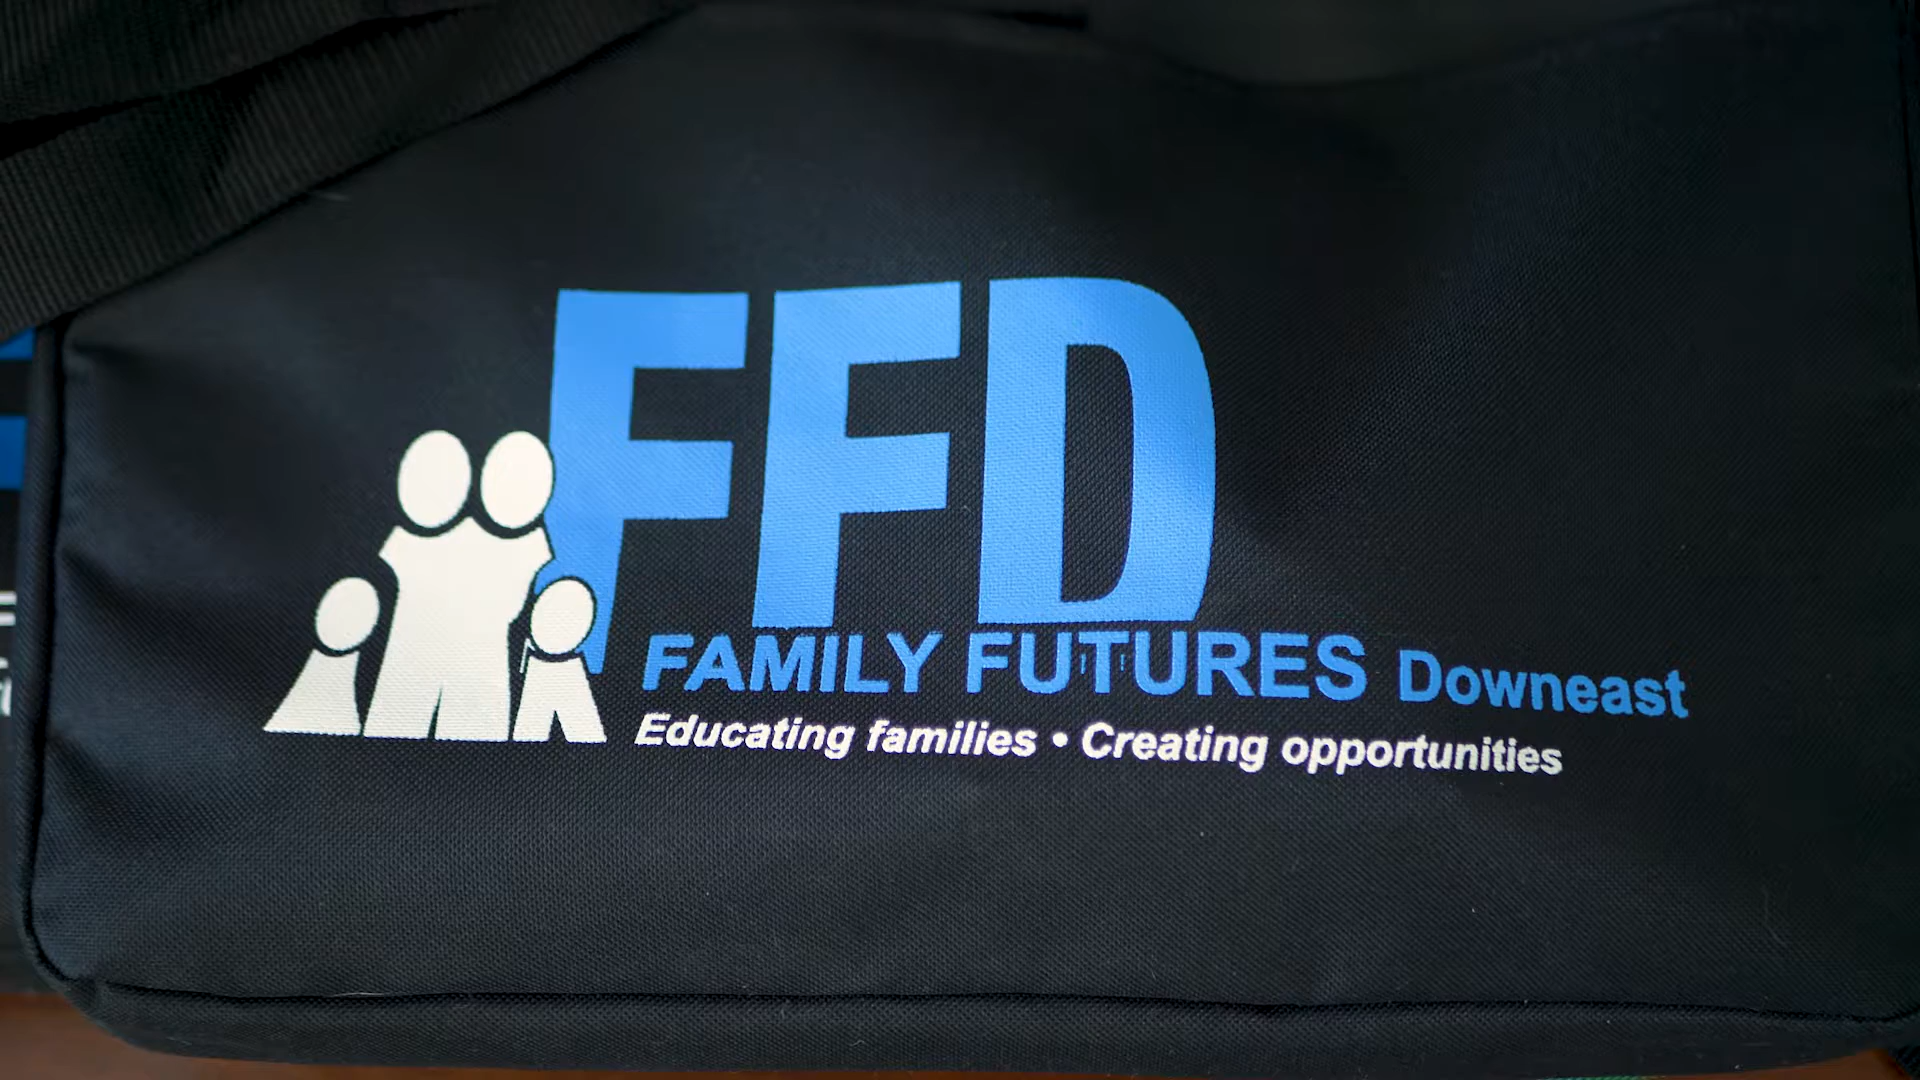 FFD
FAMILY FUTURES Downeast
Educating families • Creating opportunities